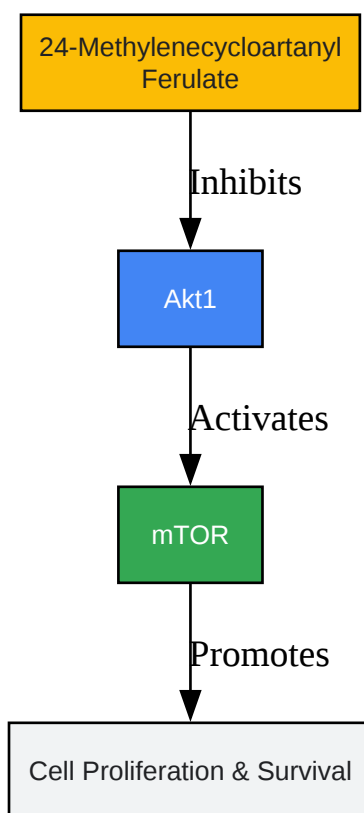 24-Methylenecycloartanyl
Ferulate
Inhibits
Akt1
Activates
mTOR
Promotes
Cell Proliferation & Survival